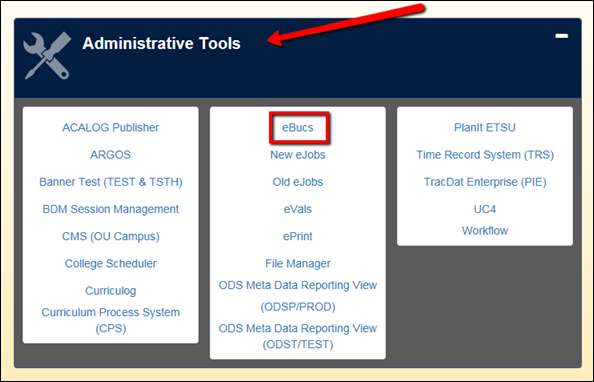 Administrative Tools
ACALOG Publisher
ARGOS
Banner Test (TEST & TSTH)
BDM Session Management
CMS (OU Campus)
College Scheduler
Curriculog
Curriculum Process System
(CPS)
eBucs
New eJobs
Old eJobs
eVals
ePrint
File Manager
ODS Meta Data Reporting View
(ODSP/PROD)
ODS Meta Data Reporting View
(ODST/TEST)
PlanIt ETSU
Time Record System (TRS)
TracDat Enterprise (PIE)
UC4
Workflow